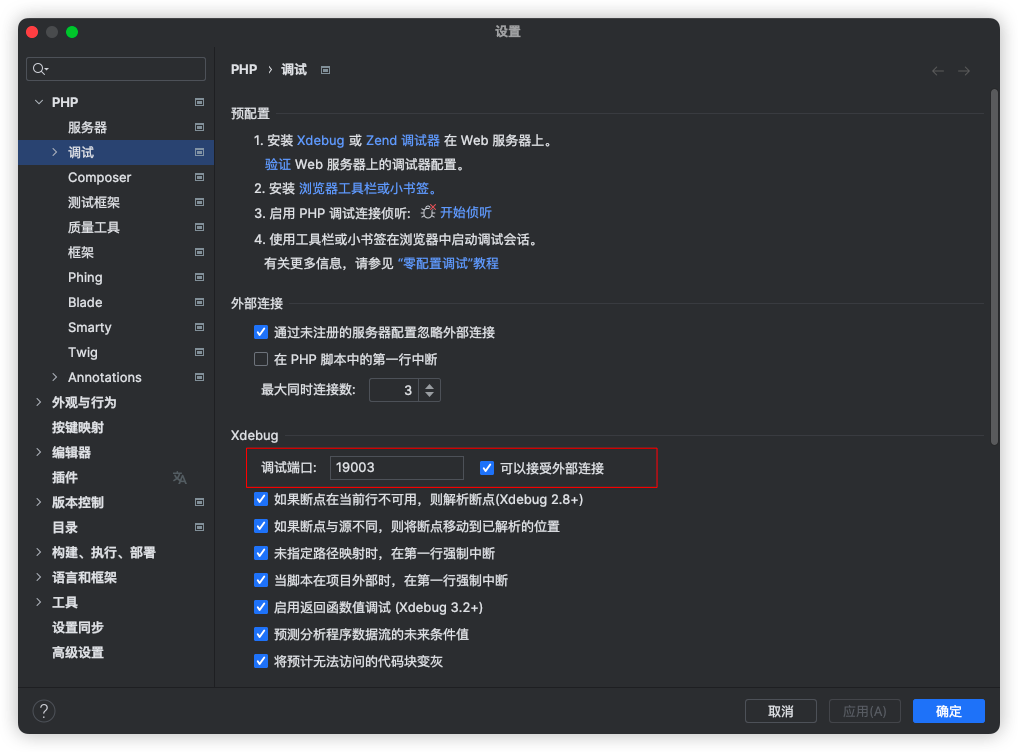 设置
PHP
服务器
调试
Composer
测试框架
质量工具
框架
Phing
Blade
Smarty
Twig
Annotations
外观与行为
按键映射
编辑器
插件
版本控制
目录
构建、执行、部署
语言和框架
工具
设置同步
高级设置
PHP › 调试
预配置
1. 安装 Xdebug 或 Zend 调试器 在 Web 服务器上。
验证 Web 服务器上的调试器配置。
2. 安装 浏览器工具栏或小书签。
3. 启用 PHP 调试连接侦听: 开始侦听
4. 使用工具栏或小书签在浏览器中启动调试会话。
有关更多信息，请参见 “零配置调试”教程
外部连接
通过未注册的服务器配置忽略外部连接
在 PHP 脚本中的第一行中断
最大同时连接数: 3
Xdebug
调试端口: 19003 可以接受外部连接
如果断点在当前行不可用，则解析断点(Xdebug 2.8+)
如果断点与源不同，则将断点移动到已解析的位置
未指定路径映射时，在第一行强制中断
当脚本在项目外部时，在第一行强制中断
启用返回函数值调试 (Xdebug 3.2+)
预测分析程序数据流的未来条件值
将预计无法访问的代码块变灰
? 取消 应用(A) 确定